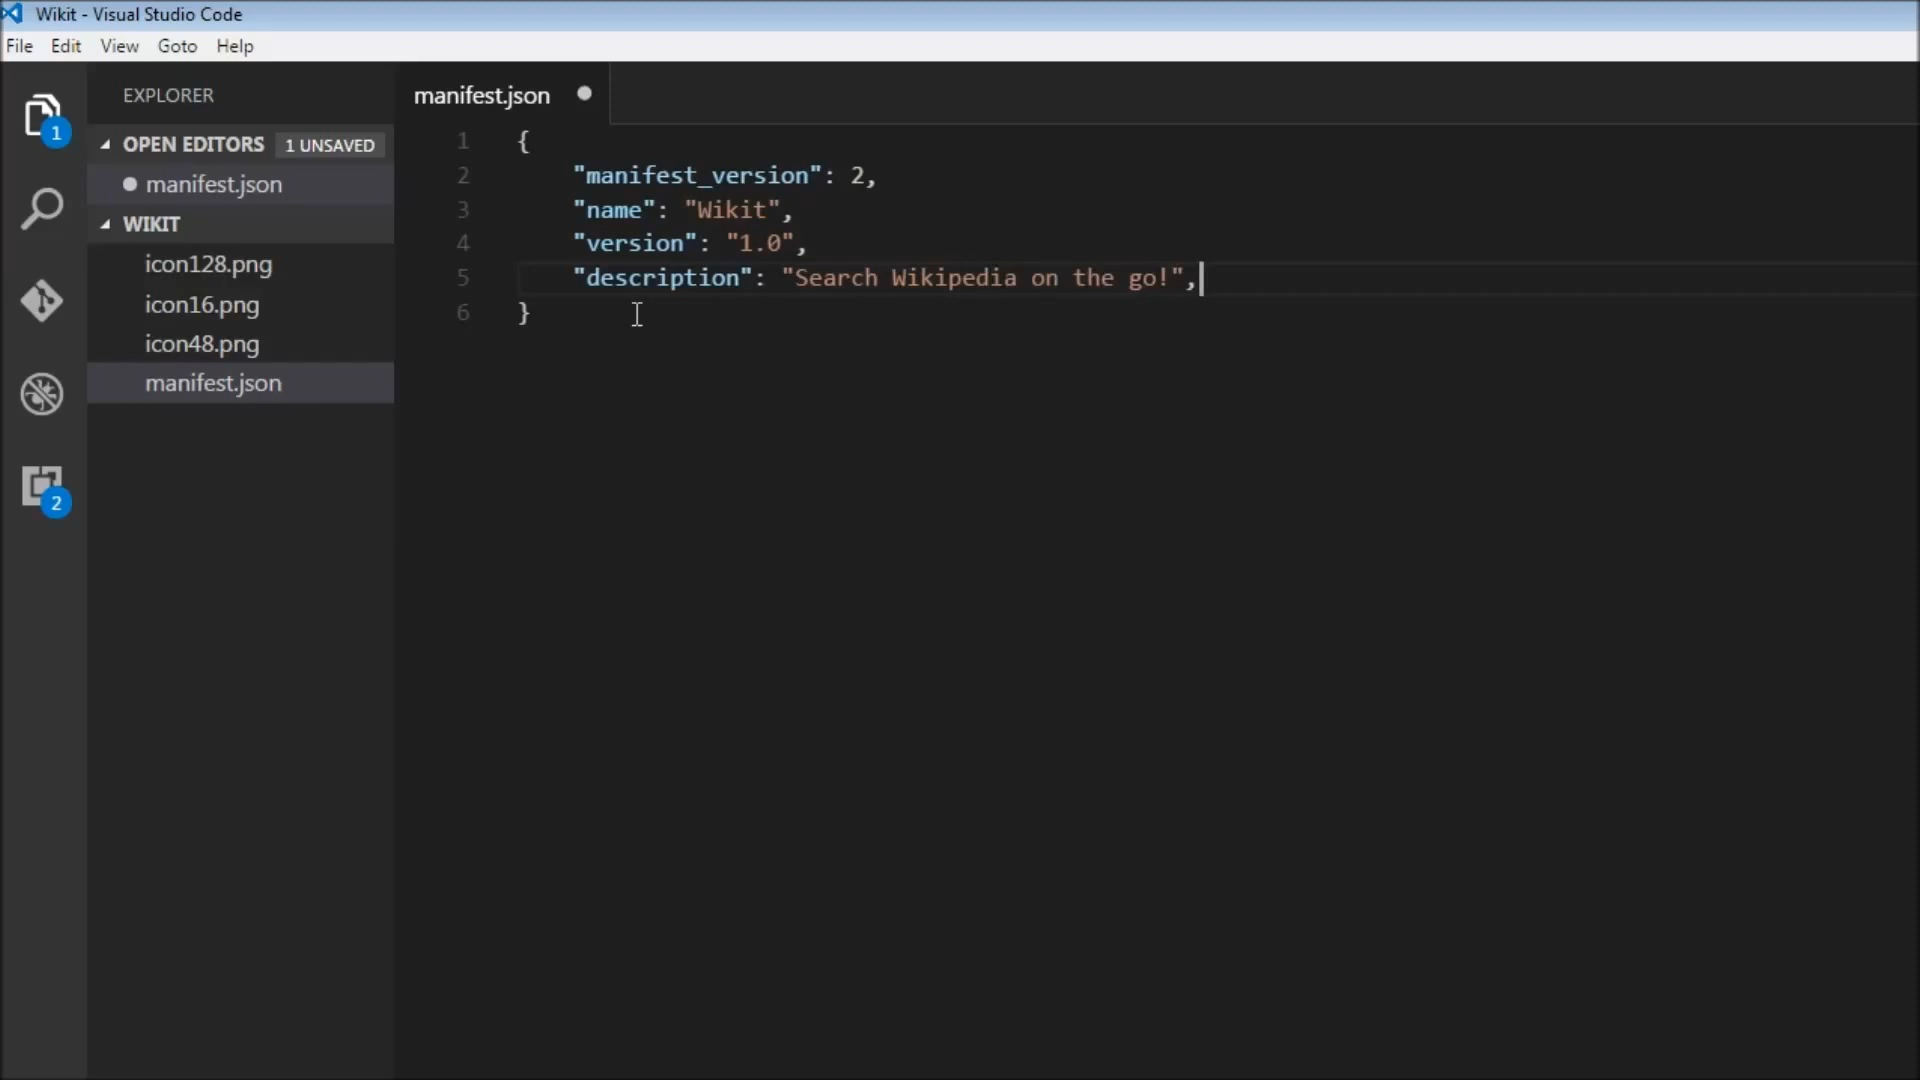 Wikit - Visual Studio Code
File Edit View Goto Help
EXPLORER
1
OPEN EDITORS 1 UNSAVED
manifest.json
WIKIT
icon128.png
icon16.png
icon48.png
manifest.json
2
manifest.json
1 {
2 "manifest_version": 2,
3 "name": "Wikit",
4 "version": "1.0",
5 "description": "Search Wikipedia on the go!",
6 }